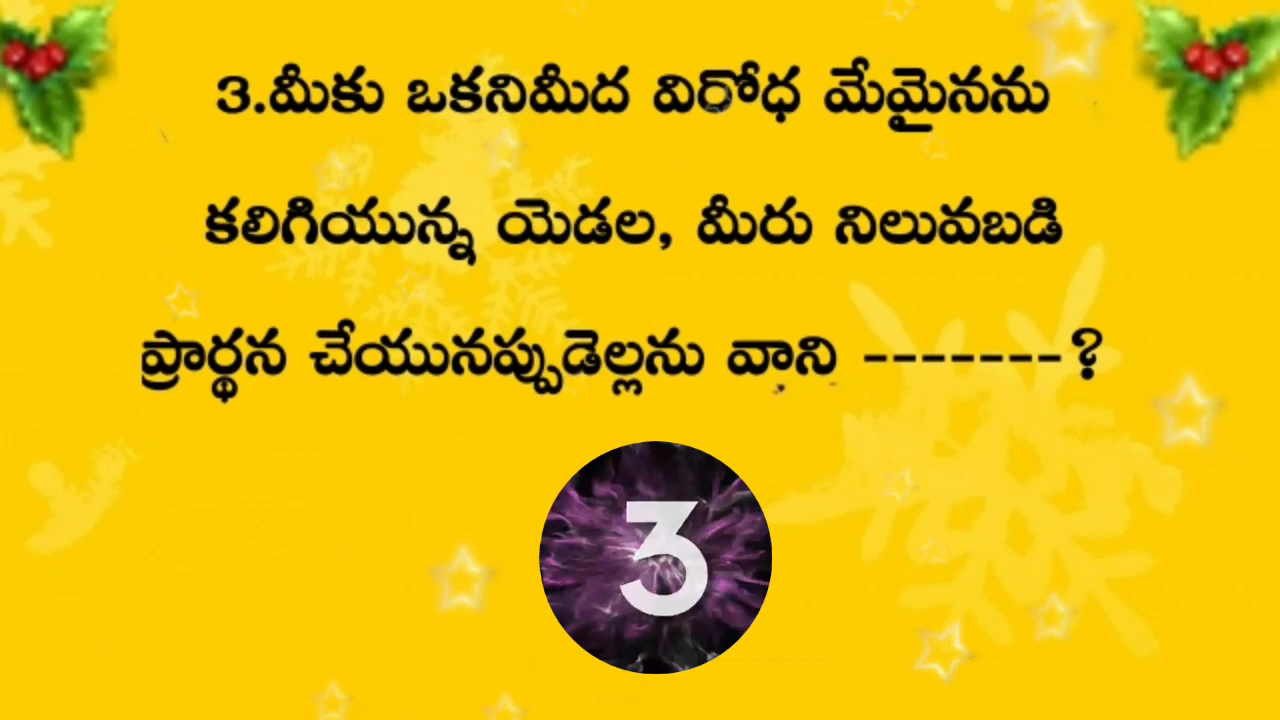 3.మీకు ఒకనిమీద విరోధ మేమైనను
కలిగియున్న యెడల, మీరు నిలువబడి
ప్రార్థన చేయునప్పుడెల్లను వాని -------?
3